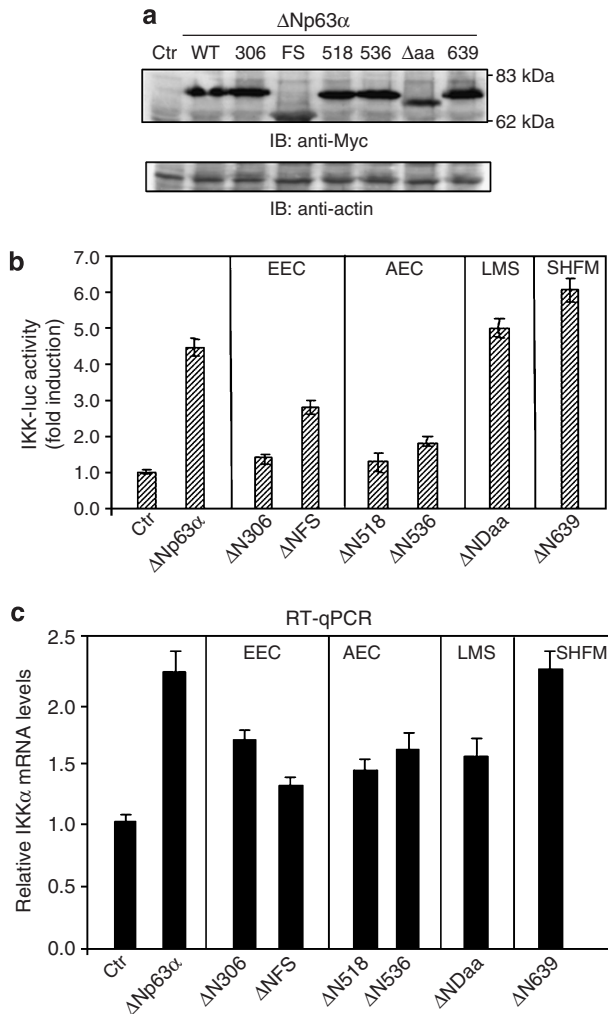 a
ΔNp63α
Ctr WT 306 FS 518 536 Δaa 639
83 kDa
62 kDa
IB: anti-Myc
IB: anti-actin
b
EEC AEC LMS SHFM
IKK-luc activity
(fold induction)
7.0
6.0
5.0
4.0
3.0
2.0
1.0
0.0
Ctr ΔNp63α ΔN306 ΔNFS ΔN518 ΔN536 ΔNDaa ΔN639
c
RT-qPCR
EEC AEC LMS SHFM
Relative IKKα mRNA levels
2.5
2.0
1.5
1.0
0.5
0.0
Ctr ΔNp63α ΔN306 ΔNFS ΔN518 ΔN536 ΔNDaa ΔN639